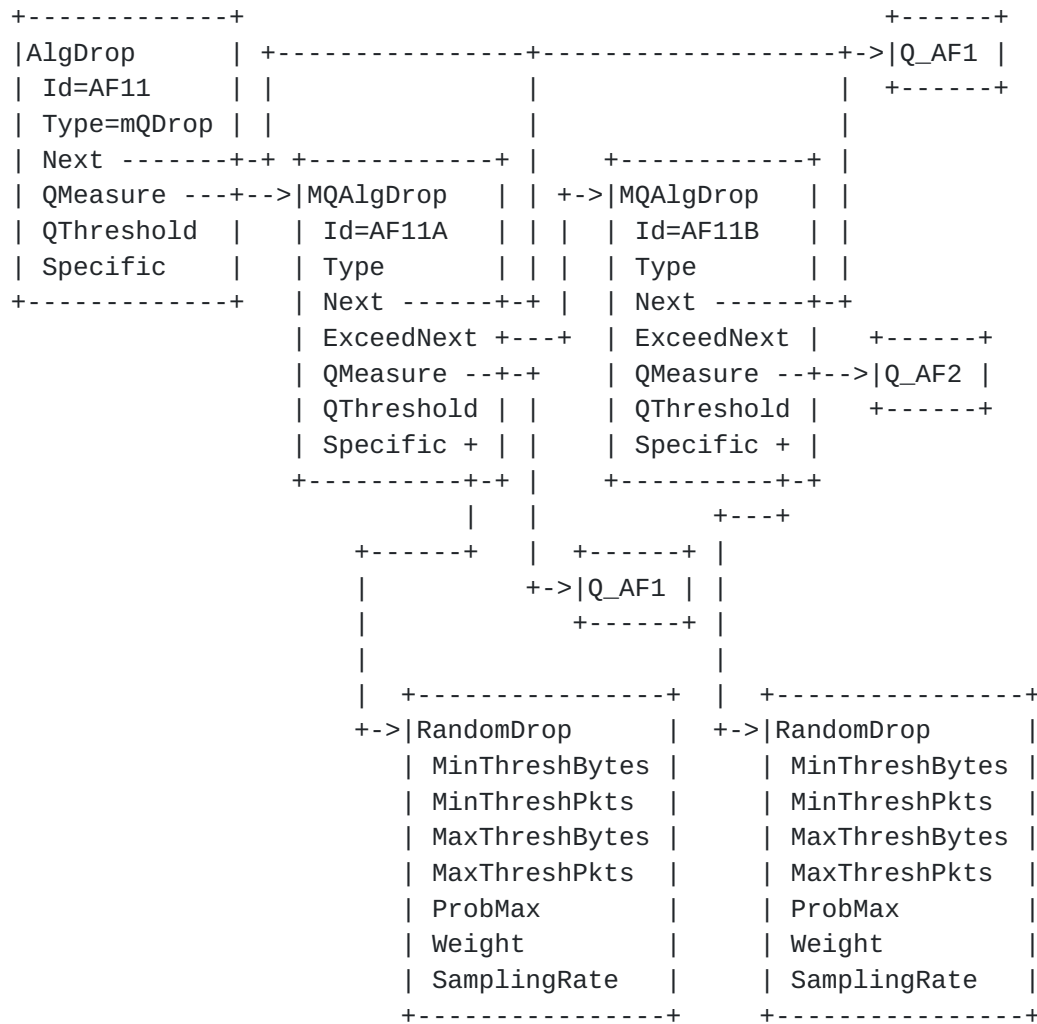 +-------------+                                         +------+
|AlgDrop      | +----------------+-------------------+->|Q_AF1 |
| Id=AF11     | |                |                   |  +------+
| Type=mQDrop | |                |                   |
| Next -------+-+ +------------+ |    +------------+ |
| QMeasure ---+-->|MQAlgDrop   | | +->|MQAlgDrop   | |
| QThreshold  |   | Id=AF11A   | | |  | Id=AF11B   | |
| Specific    |   | Type       | | |  | Type       | |
+-------------+   | Next ------+-+ |  | Next ------+-+
                  | ExceedNext +---+  | ExceedNext |   +------+
                  | QMeasure --+-+    | QMeasure --+-->|Q_AF2 |
                  | QThreshold | |    | QThreshold |   +------+
                  | Specific + | |    | Specific + |
                  +----------+-+ |    +----------+-+
                             |   |           +---+
                      +------+   |  +------+ |
                      |          +->|Q_AF1 | |
                      |             +------+ |
                      |                      |
                      |  +----------------+  |  +----------------+
                      +->|RandomDrop      |  +->|RandomDrop      |
                         | MinThreshBytes |     | MinThreshBytes |
                         | MinThreshPkts  |     | MinThreshPkts  |
                         | MaxThreshBytes |     | MaxThreshBytes |
                         | MaxThreshPkts  |     | MaxThreshPkts  |
                         | ProbMax        |     | ProbMax        |
                         | Weight         |     | Weight         |
                         | SamplingRate   |     | SamplingRate   |
                         +----------------+     +----------------+